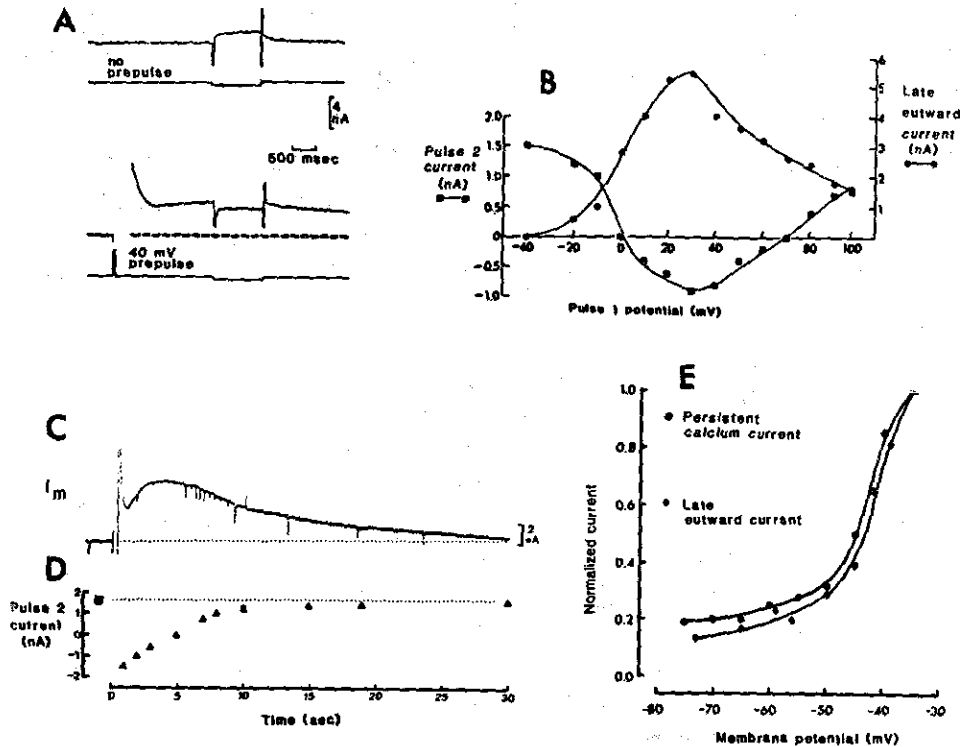 A
no
prepulse
4
nA
500 msec
40 mV
prepulse
B
Pulse 2
current
(nA)
2.0
1.5
1.0
0.5
0
-0.5
-1.0
-40
-20
0
20
40
60
80
100
Pulse 1 potential (mV)
6
5
4
3
2
1
Late
outward
current
(nA)
C
Im
2
nA
D
Pulse 2
current
(nA)
2
1
0
-1
-2
0
5
10
15
20
25
30
Time (sec)
E
Persistent
calcium current
Late
outward current
Normalized current
1.0
0.8
0.6
0.4
0.2
0.0
-80
-70
-60
-50
-40
-30
Membrane potential (mV)